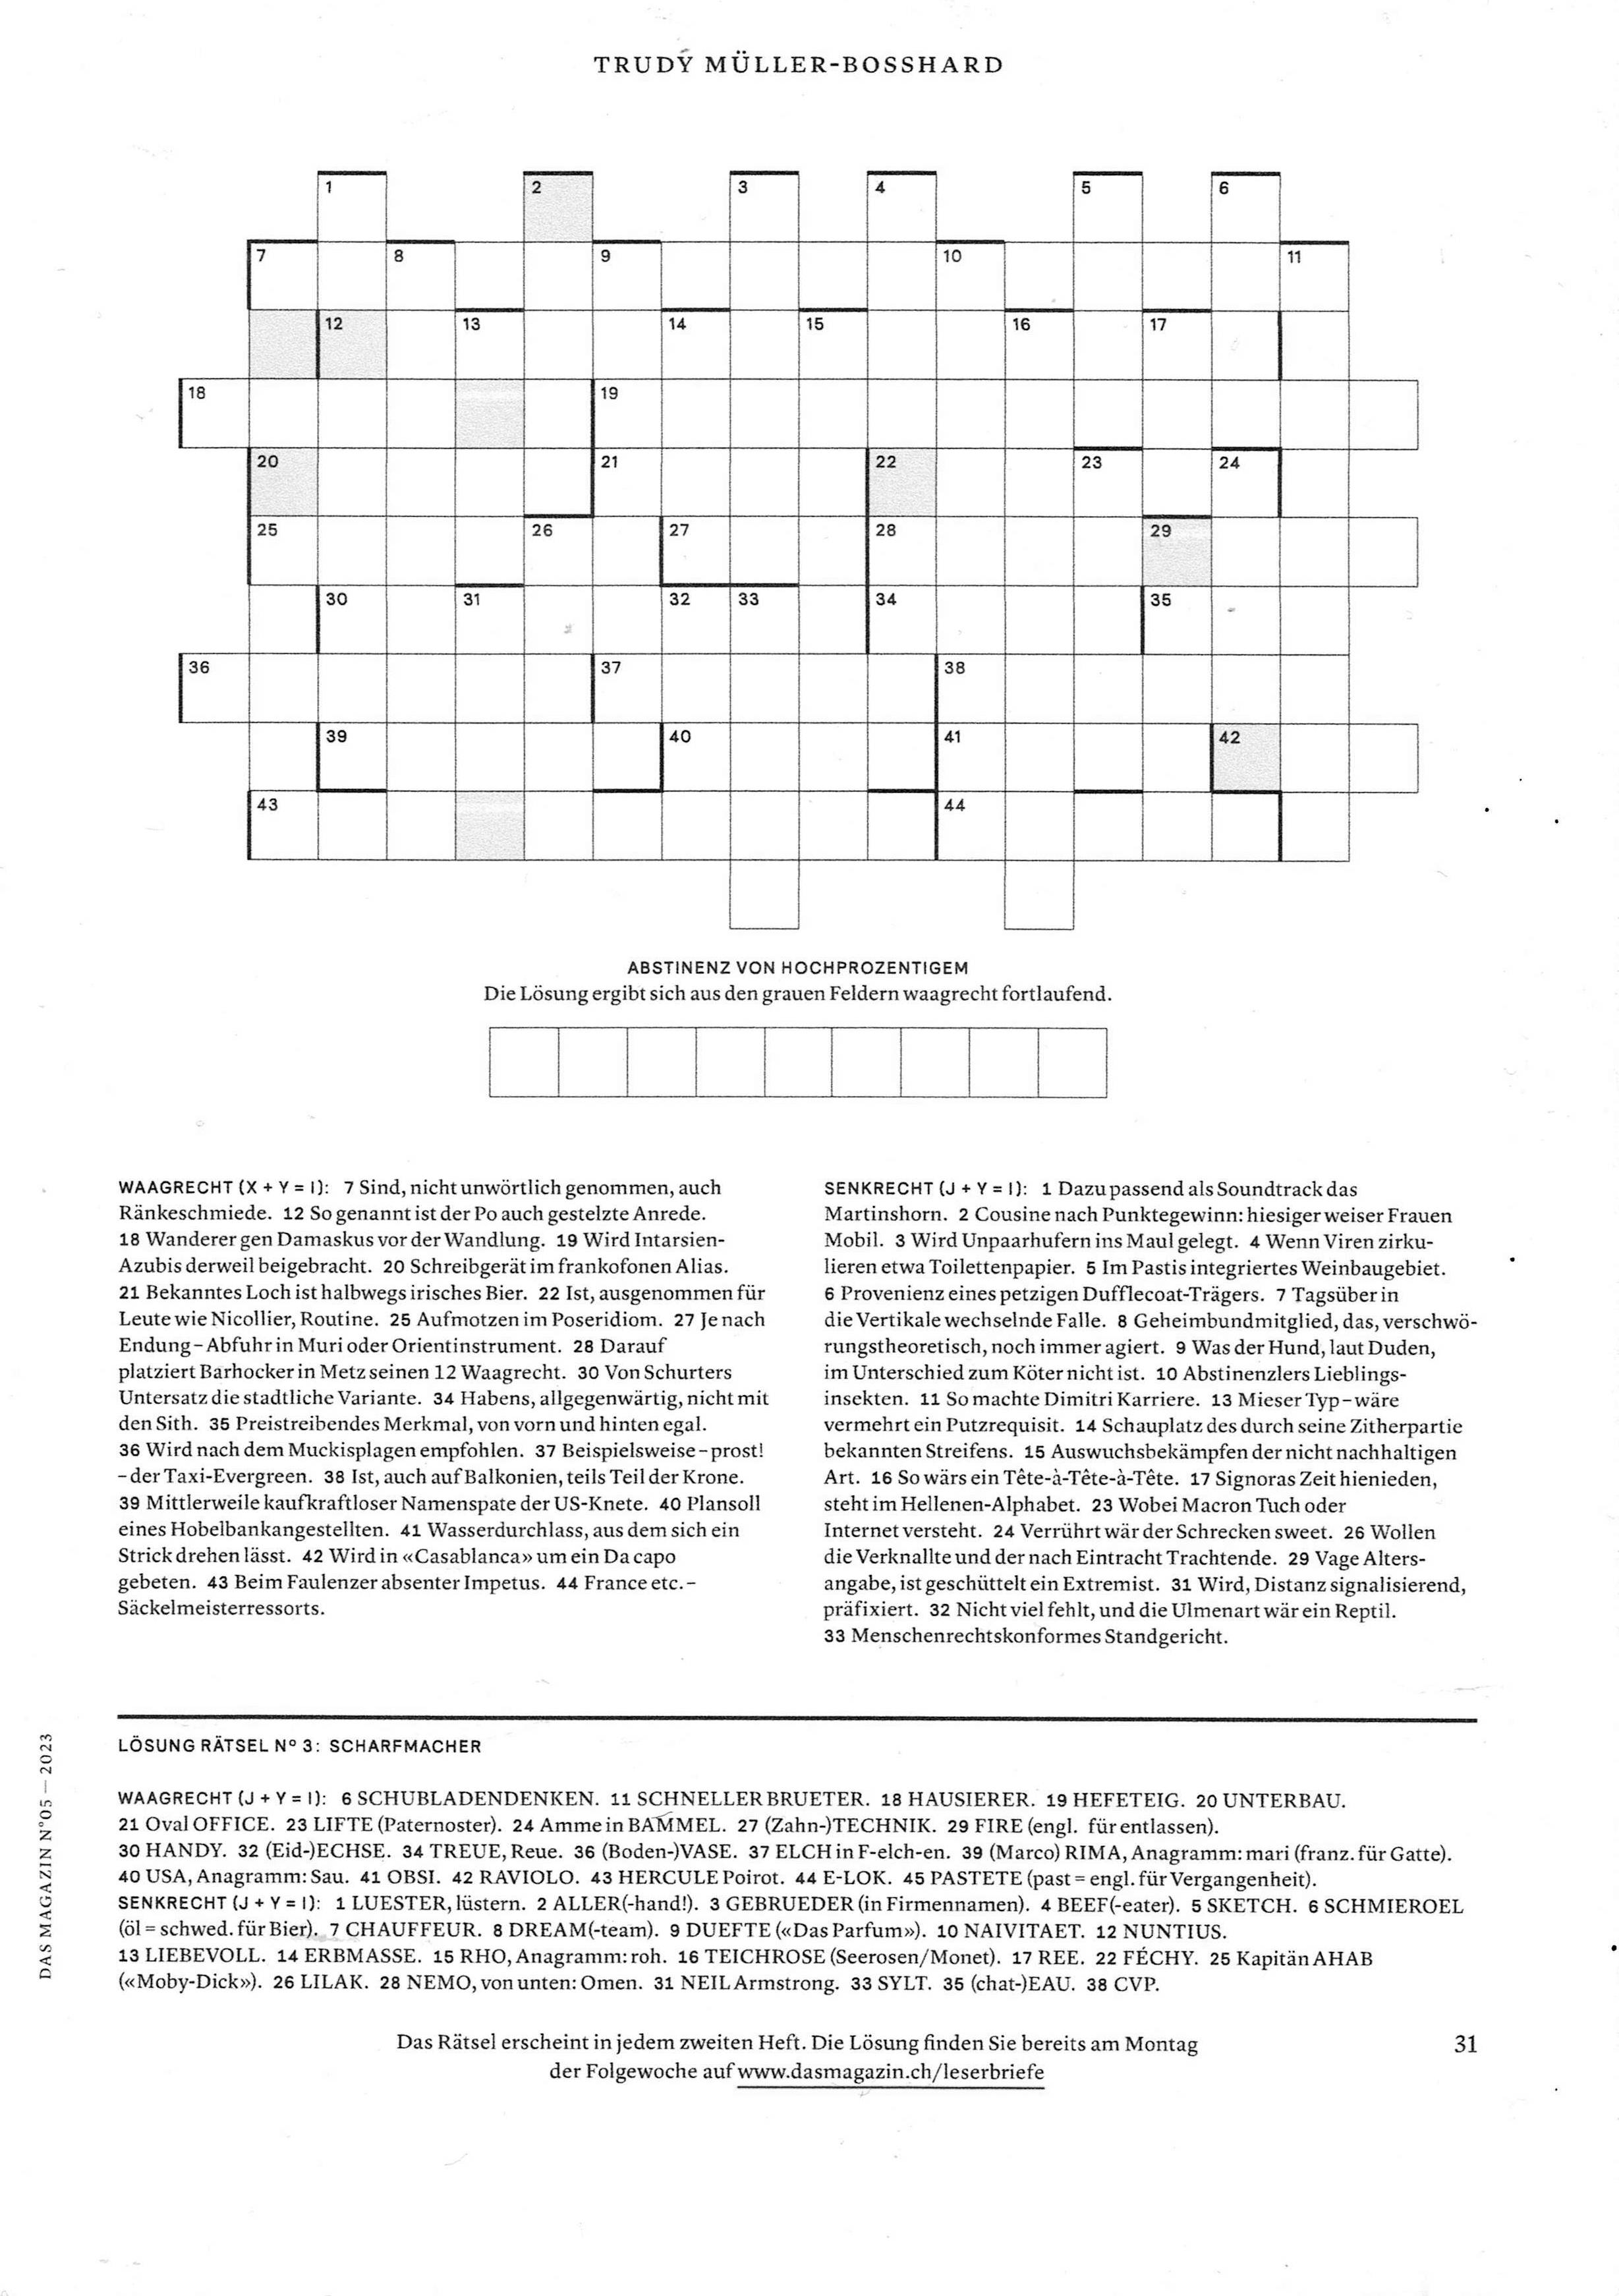 TRUDY MÜLLER-BOSSHARD
1 2 3 4 5 6
7 8 9 10 11
12 13 14 15 16 17
18 19
20 21 22 23 24
25 26 27 28 29
30 31 32 33 34 35
36 37 38
39 40 41 42
43 44
ABSTINENZ VON HOCHPROZENTIGEM
Die Lösung ergibt sich aus den grauen Feldern waagrecht fortlaufend.
WAAGRECHT (X + Y = I): 7 Sind, nicht unwörtlich genommen, auch
Ränkeschmiede. 12 So genannt ist der Po auch gestelzte Anrede.
18 Wanderer gen Damaskus vor der Wandlung. 19 Wird Intarsien-
Azubis derweil beigebracht. 20 Schreibgerät im frankofonen Alias.
21 Bekanntes Loch ist halbwegs irisches Bier. 22 Ist, ausgenommen für
Leute wie Nicollier, Routine. 25 Aufmotzen im Poseridiom. 27 Je nach
Endung – Abfuhr in Muri oder Orientinstrument. 28 Darauf
platziert Barhocker in Metz seinen 12 Waagrecht. 30 Von Schurters
Untersatz die stadtliche Variante. 34 Habens, allgegenwärtig, nicht mit
den Sith. 35 Preistreibendes Merkmal, von vorn und hinten egal.
36 Wird nach dem Muckisplagen empfohlen. 37 Beispielsweise – prost!
– der Taxi-Evergreen. 38 Ist, auch auf Balkonien, teils Teil der Krone.
39 Mittlerweile kaufkraftloser Namenspate der US-Knete. 40 Plansoll
eines Hobelbankangestellten. 41 Wasserdurchlass, aus dem sich ein
Strick drehen lässt. 42 Wird in «Casablanca» um ein Da capo
gebeten. 43 Beim Faulenzer absenter Impetus. 44 France etc. –
Säckelmeisterressorts.
SENKRECHT (J + Y = I): 1 Dazu passend als Soundtrack das
Martinshorn. 2 Cousine nach Punktegewinn: hiesiger weiser Frauen
Mobil. 3 Wird Unpaarhufern ins Maul gelegt. 4 Wenn Viren zirku-
lieren etwa Toilettenpapier. 5 Im Pastis integriertes Weinbaugebiet.
6 Provenienz eines petzigen Dufflecoat-Trägers. 7 Tagsüber in
die Vertikale wechselnde Falle. 8 Geheimbundmitglied, das, verschwö-
rungstheoretisch, noch immer agiert. 9 Was der Hund, laut Duden,
im Unterschied zum Köter nicht ist. 10 Abstinenzlers Lieblings-
insekten. 11 So machte Dimitri Karriere. 13 Mieser Typ – wäre
vermehrt ein Putzrequisit. 14 Schauplatz des durch seine Zitherpartie
bekannten Streifens. 15 Auswuchsbekämpfen der nicht nachhaltigen
Art. 16 So wärs ein Tête-à-Tête-à-Tête. 17 Signoras Zeit hienieden,
steht im Hellenen-Alphabet. 23 Wobei Macron Tuch oder
Internet versteht. 24 Verrührt wär der Schrecken sweet. 26 Wollen
die Verknallte und der nach Eintracht Trachtende. 29 Vage Alters-
angabe, ist geschüttelt ein Extremist. 31 Wird, Distanz signalisierend,
präfixiert. 32 Nicht viel fehlt, und die Ulmenart wär ein Reptil.
33 Menschenrechtskonformes Standgericht.
LÖSUNG RÄTSEL Nº 3: SCHARFMACHER
WAAGRECHT (J + Y = I): 6 SCHUBLADENDENKEN. 11 SCHNELLER BRUETER. 18 HAUSIERER. 19 HEFETEIG. 20 UNTERBAU.
21 Oval OFFICE. 23 LIFTE (Paternoster). 24 Amme in BAMMEL. 27 (Zahn-)TECHNIK. 29 FIRE (engl. für entlassen).
30 HANDY. 32 (Eid-)ECHSE. 34 TREUE, Reue. 36 (Boden-)VASE. 37 ELCH in F-elch-en. 39 (Marco) RIMA, Anagramm: mari (franz. für Gatte).
40 USA, Anagramm: Sau. 41 OBSI. 42 RAVIOLO. 43 HERCULE Poirot. 44 E-LOK. 45 PASTETE (past = engl. für Vergangenheit).
SENKRECHT (J + Y = I): 1 LUESTER, lüstern. 2 ALLER(-hand!). 3 GEBRUEDER (in Firmennamen). 4 BEEF(-eater). 5 SKETCH. 6 SCHMIEROEL
(öl = schwed. für Bier). 7 CHAUFFEUR. 8 DREAM(-team). 9 DUEFTE («Das Parfum»). 10 NAIVITAET. 12 NUNTIUS.
13 LIEBEVOLL. 14 ERBMASSE. 15 RHO, Anagramm: roh. 16 TEICHROSE (Seerosen/Monet). 17 REE. 22 FÉCHY. 25 Kapitän AHAB
(«Moby-Dick»). 26 LILAK. 28 NEMO, von unten: Omen. 31 NEIL Armstrong. 33 SYLT. 35 (chat-)EAU. 38 CVP.
Das Rätsel erscheint in jedem zweiten Heft. Die Lösung finden Sie bereits am Montag
der Folgewoche auf www.dasmagazin.ch/leserbriefe
31
DAS MAGAZIN N°05 — 2023